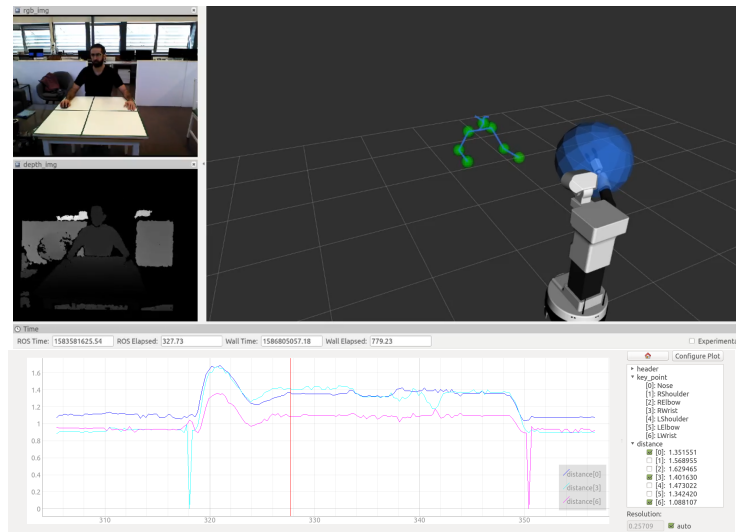 rgb_img
depth_img
Time
ROS Time: 1583581625.54 ROS Elapsed: 327.73 Wall Time: 1586805057.18 Wall Elapsed: 779.23 Experimenta
Configure Plot
header
key_point
[0]: Nose
[1]: RShoulder
[2]: RElbow
[3]: RWrist
[4]: LShoulder
[5]: LElbow
[6]: LWrist
distance
[0]: 1.351551
[1]: 1.568955
[2]: 1.629465
[3]: 1.401630
[4]: 1.473022
[5]: 1.342420
[6]: 1.088107
Resolution:
0.25709 auto
1.6
1.4
1.2
1
0.8
0.6
0.4
0.2
0
310 320 330 340 350
distance[0]
distance[3]
distance[6]